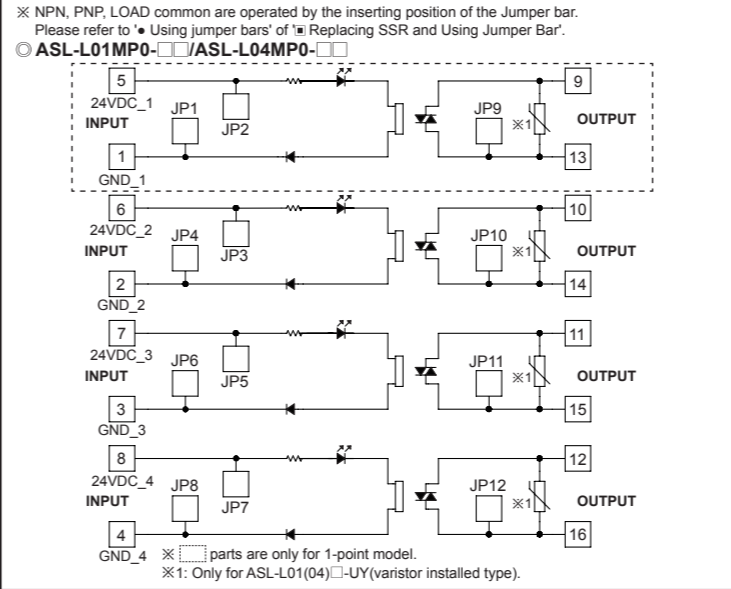 ※ NPN, PNP, LOAD common are operated by the inserting position of the Jumper bar.
Please refer to '● Using jumper bars' of '▣ Replacing SSR and Using Jumper Bar'.
◎ ASL-L01MP0-□□/ASL-L04MP0-□□
5
24VDC_1
INPUT
JP1
JP2
1
GND_1
JP9
※1
9
OUTPUT
13
6
24VDC_2
INPUT
JP4
JP3
2
GND_2
JP10
※1
10
OUTPUT
14
7
24VDC_3
INPUT
JP6
JP5
3
GND_3
JP11
※1
11
OUTPUT
15
8
24VDC_4
INPUT
JP8
JP7
4
GND_4
JP12
※1
12
OUTPUT
16
※ parts are only for 1-point model.
※1: Only for ASL-L01(04)□-UY(varistor installed type).